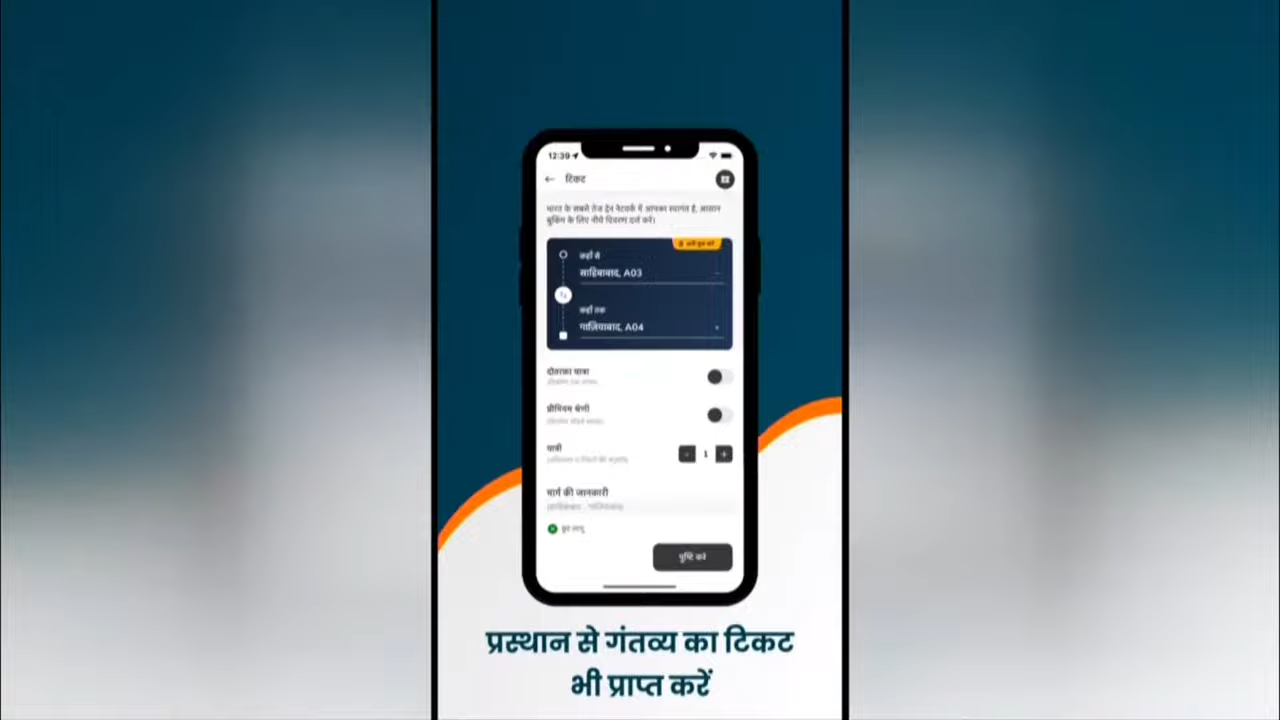 12:39
टिकट
भारत के सबसे तेज ट्रेन नेटवर्क में आपका स्वागत है, आसान
बुकिंग के लिए नीचे विवरण दर्ज करें।
कहाँ से
साहिबाबाद, A03
कहाँ तक
गाज़ियाबाद, A04
दोतरफा यात्रा
प्रीमियम श्रेणी
यात्री
- 1 +
मार्ग की जानकारी
पुष्टि करें
प्रस्थान से गंतव्य का टिकट
भी प्राप्त करें